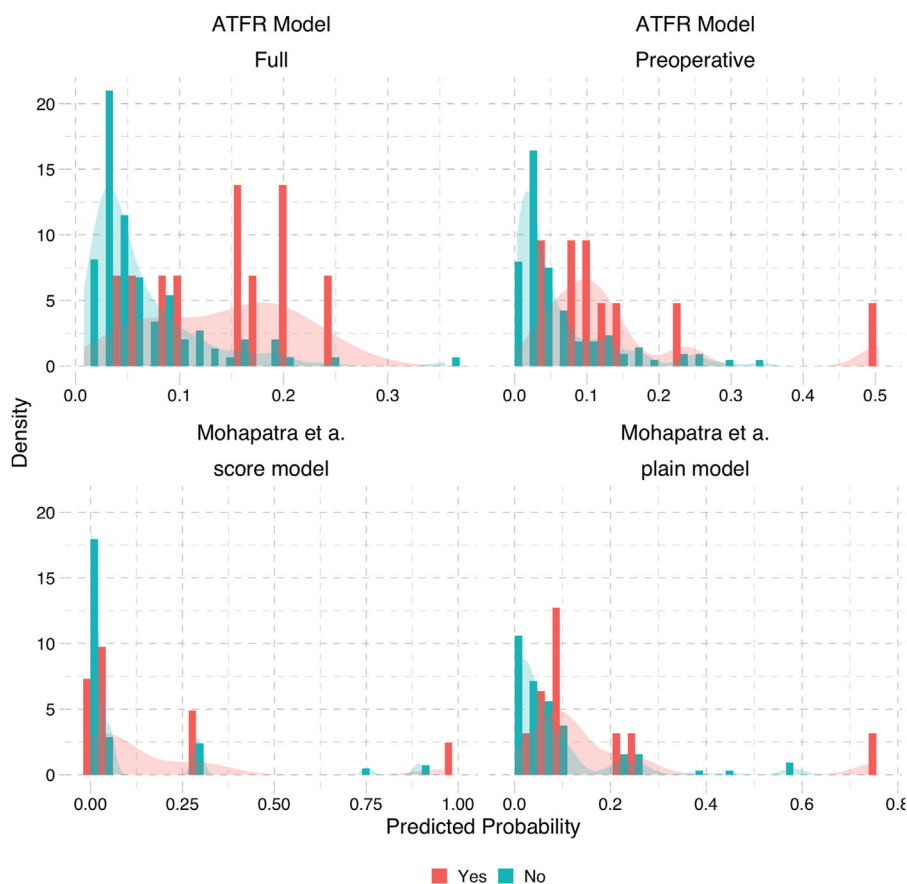 ATFR Model
Full
ATFR Model
Preoperative
20
15
10
5
0
0.0 0.1 0.2 0.3
0.0 0.1 0.2 0.3 0.4 0.5
Density
Mohapatra et a.
score model
Mohapatra et a.
plain model
20
15
10
5
0
0.00 0.25 0.50 0.75 1.00
0.0 0.2 0.4 0.6 0.8
Predicted Probability
Yes No